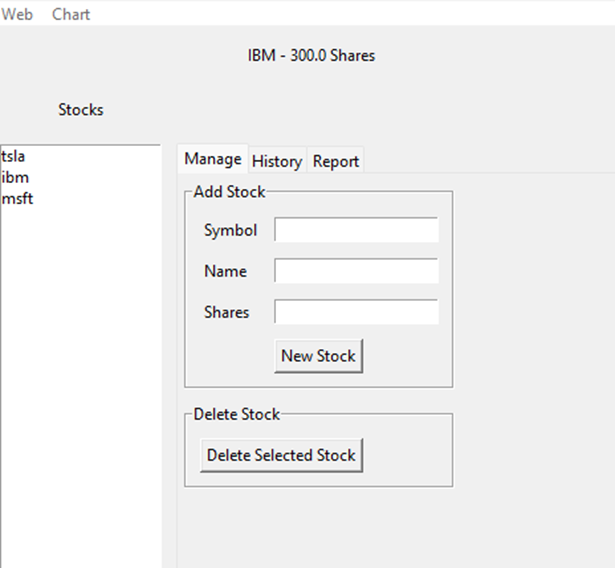 Web Chart
IBM - 300.0 Shares
Stocks
tsla
ibm
msft
Manage History Report
Add Stock
Symbol
Name
Shares
New Stock
Delete Stock
Delete Selected Stock